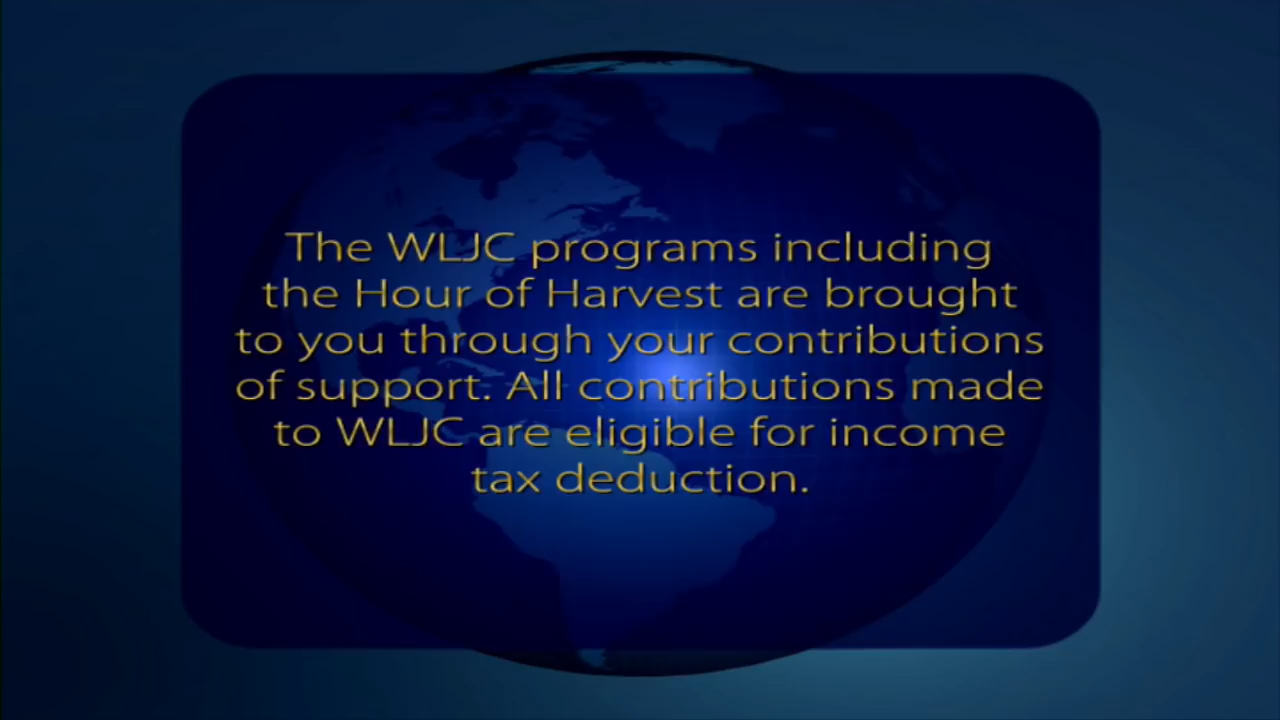 The WLJC programs including
the Hour of Harvest are brought
to you through your contributions
of support. All contributions made
to WLJC are eligible for income
tax deduction.